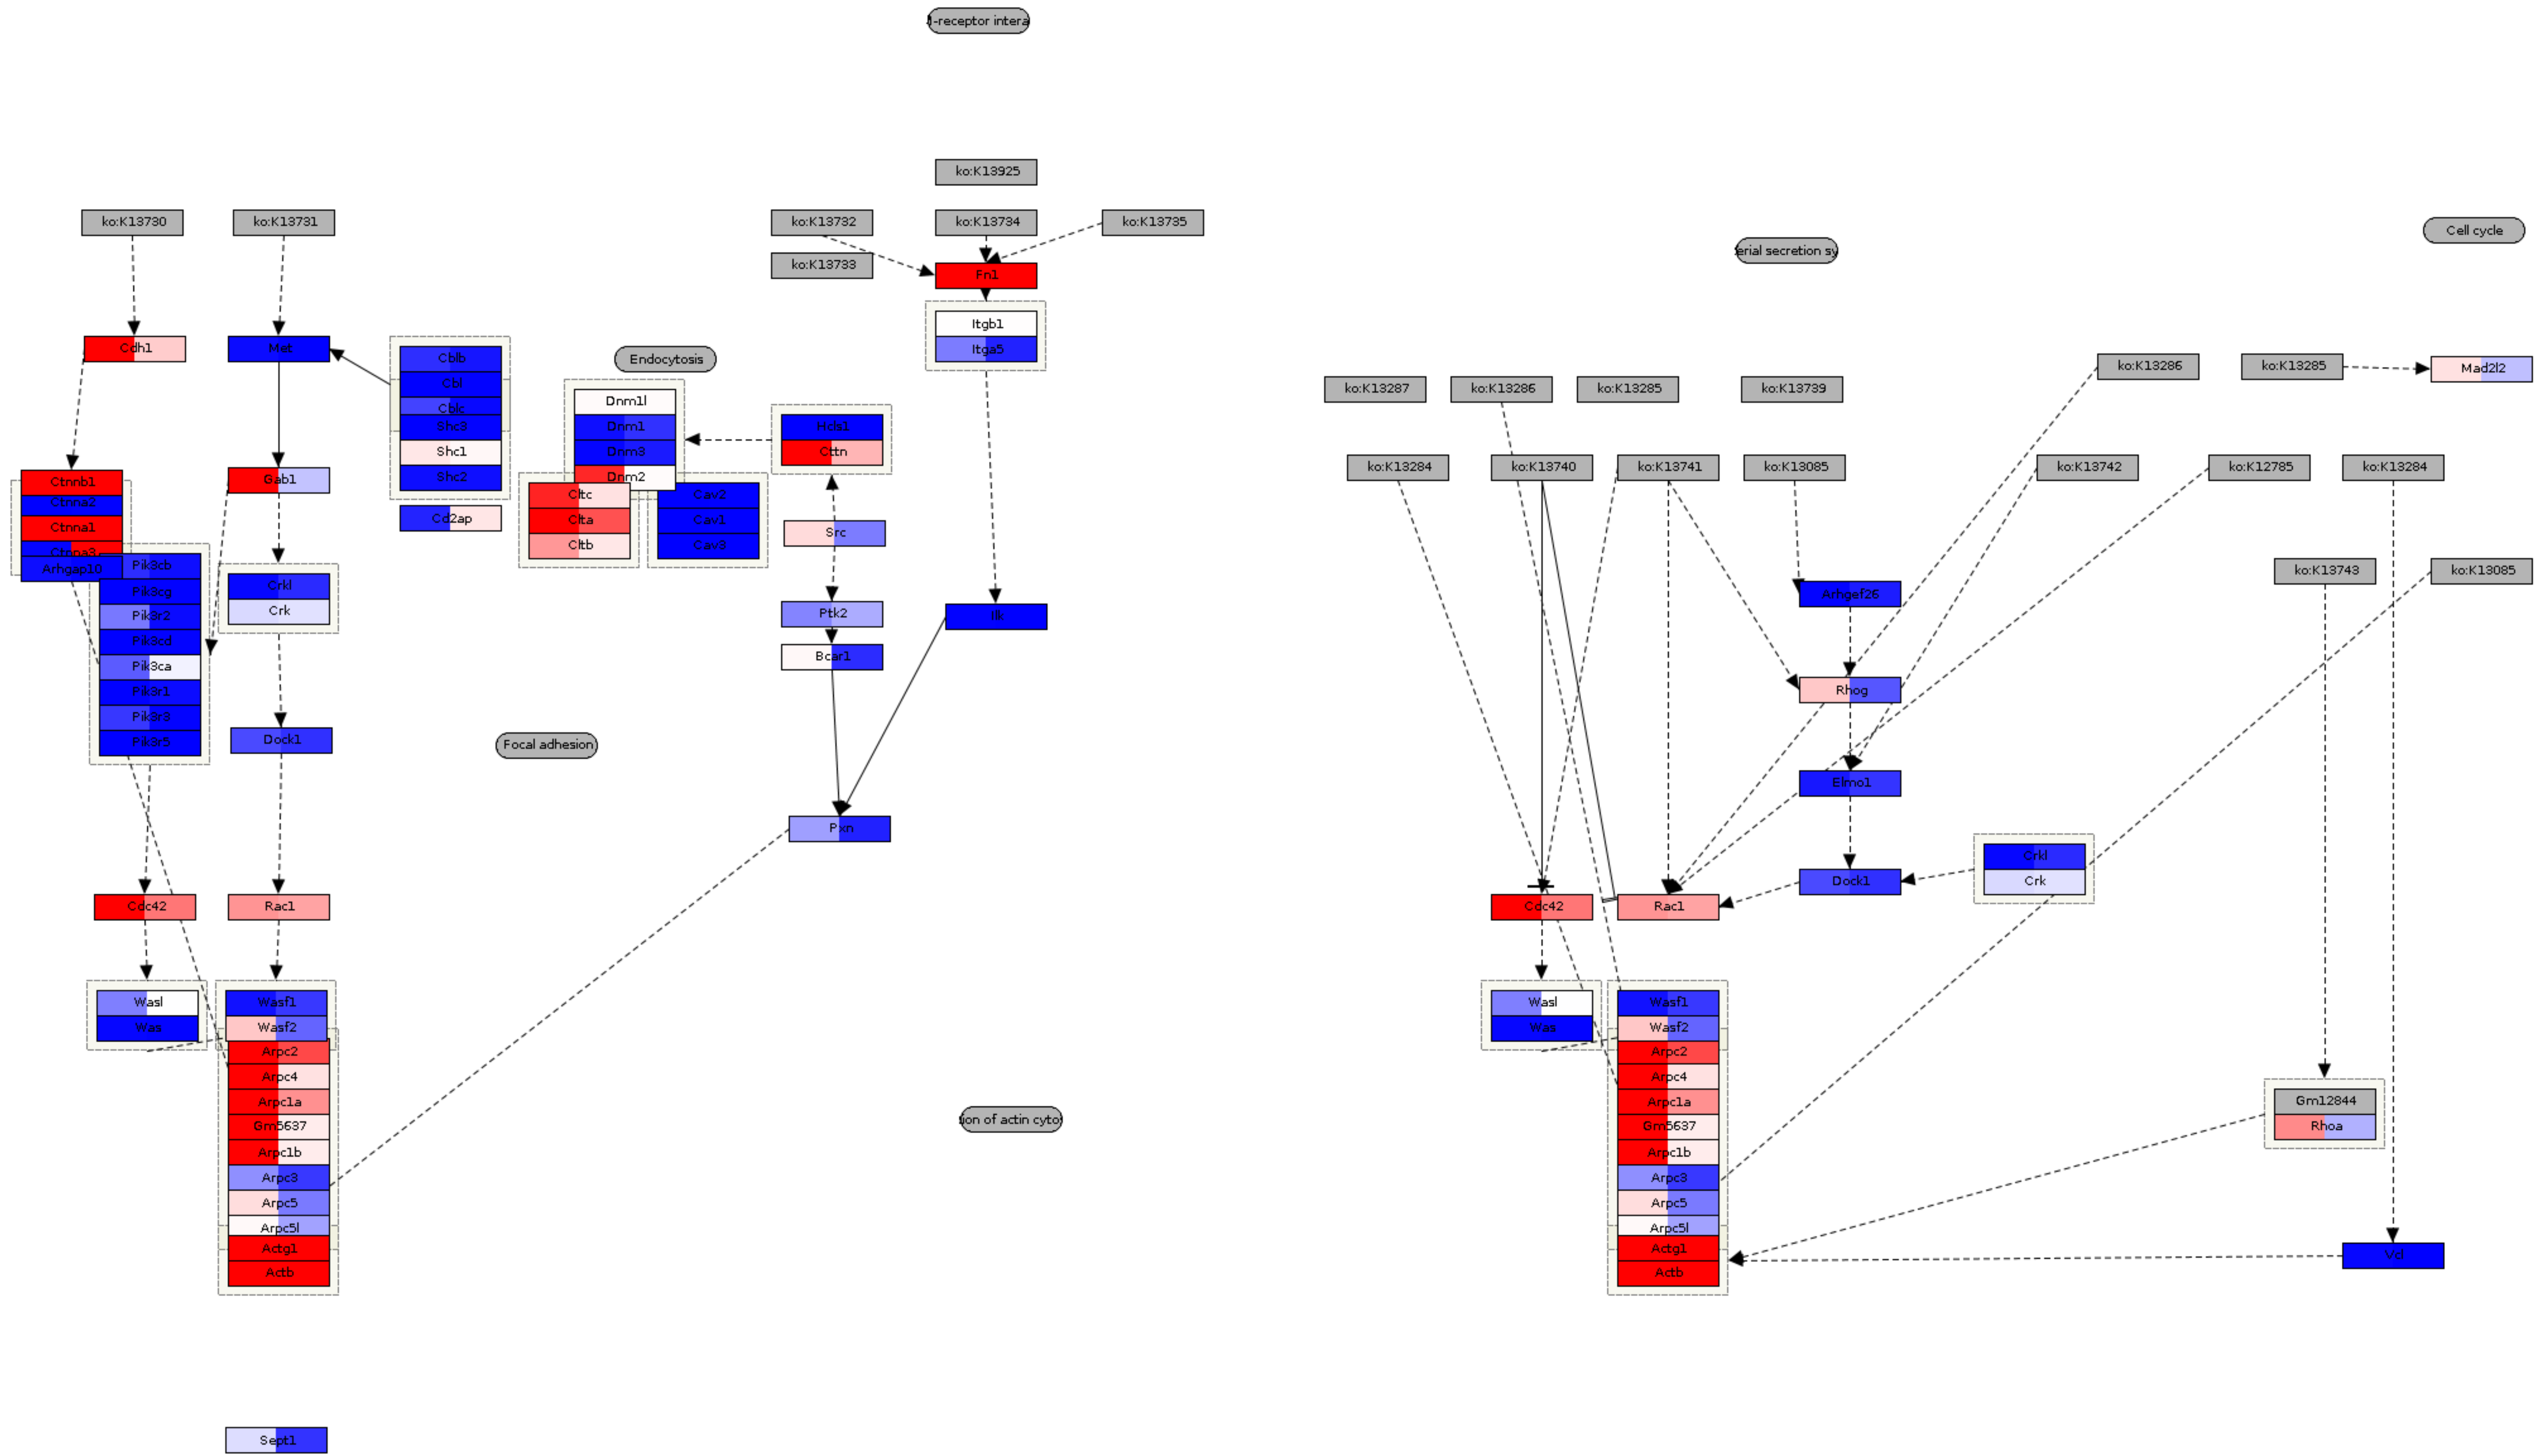 l-receptor intera
ko:K13925
ko:K13730
ko:K13731
ko:K13732
ko:K13734
ko:K13735
ko:K13733
Fn1
Itgb1
Itga5
Cdh1
Met
Cblb
Cbl
Cblc
Shc3
Shc1
Shc2
Cd2ap
Endocytosis
Dnm1l
Dnm1
Dnm3
Dnm2
Cltc
Clta
Cltb
Cav2
Cav1
Cav3
Hcls1
Cttn
Src
Ptk2
Bcar1
Ilk
Ctnnb1
Ctnna2
Ctnna1
Ctnna3
Arhgap10
Gab1
Pik3cb
Pik3cg
Pik3r2
Pik3cd
Pik3ca
Pik3r1
Pik3r3
Pik3r5
Crkl
Crk
Dock1
Focal adhesion
Pxn
Cdc42
Rac1
Wasl
Was
Wasf1
Wasf2
Arpc2
Arpc4
Arpc1a
Gm5637
Arpc1b
Arpc3
Arpc5
Arpc5l
Actg1
Actb
ion of actin cyto
Sept1
erial secretion sy
Cell cycle
ko:K13287
ko:K13286
ko:K13285
ko:K13739
ko:K13286
ko:K13285
Mad2l2
ko:K13284
ko:K13740
ko:K13741
ko:K13085
ko:K13742
ko:K12785
ko:K13284
ko:K13743
ko:K13085
Arhgef26
Rhog
Elmo1
Dock1
Crkl
Crk
Cdc42
Rac1
Wasl
Was
Wasf1
Wasf2
Arpc2
Arpc4
Arpc1a
Gm5637
Arpc1b
Arpc3
Arpc5
Arpc5l
Actg1
Actb
Gm12844
Rhoa
Vcl